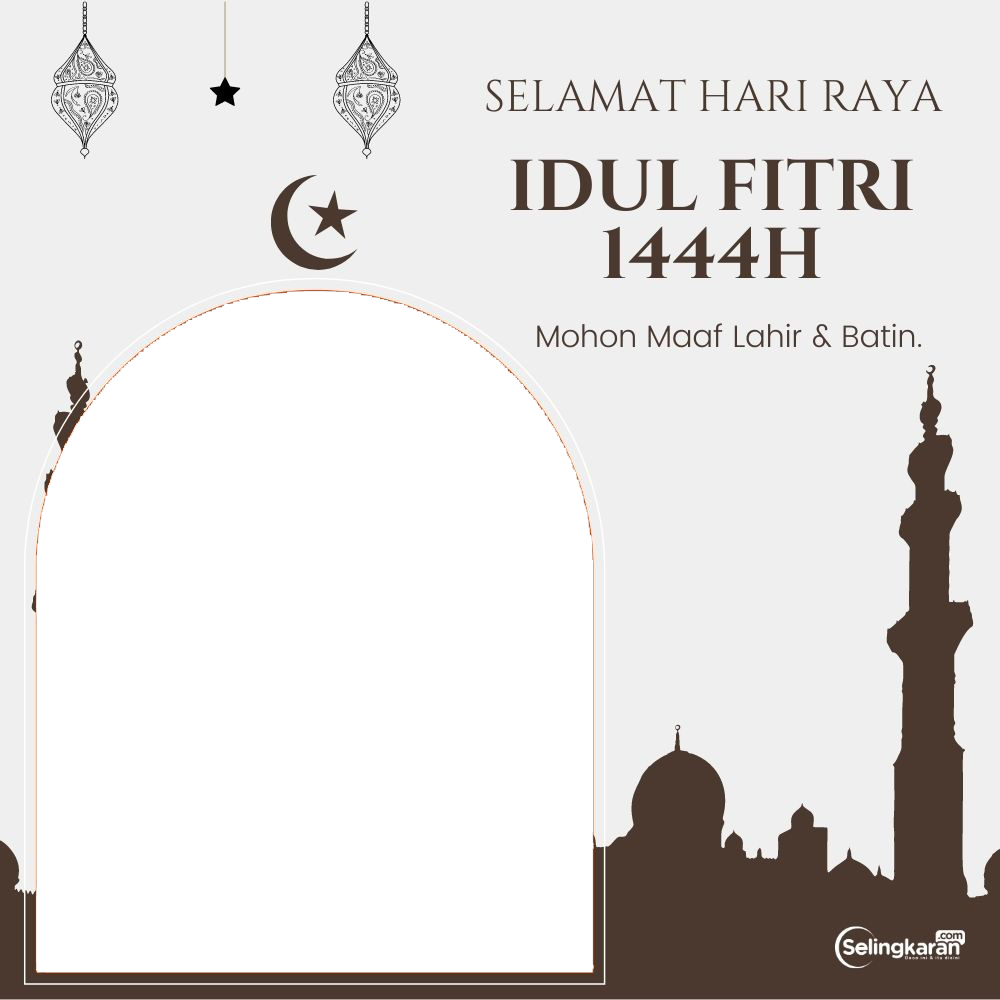 SELAMAT HARI RAYA
IDUL FITRI
1444H
Mohon Maaf Lahir & Batin.
Selingkaran
.com